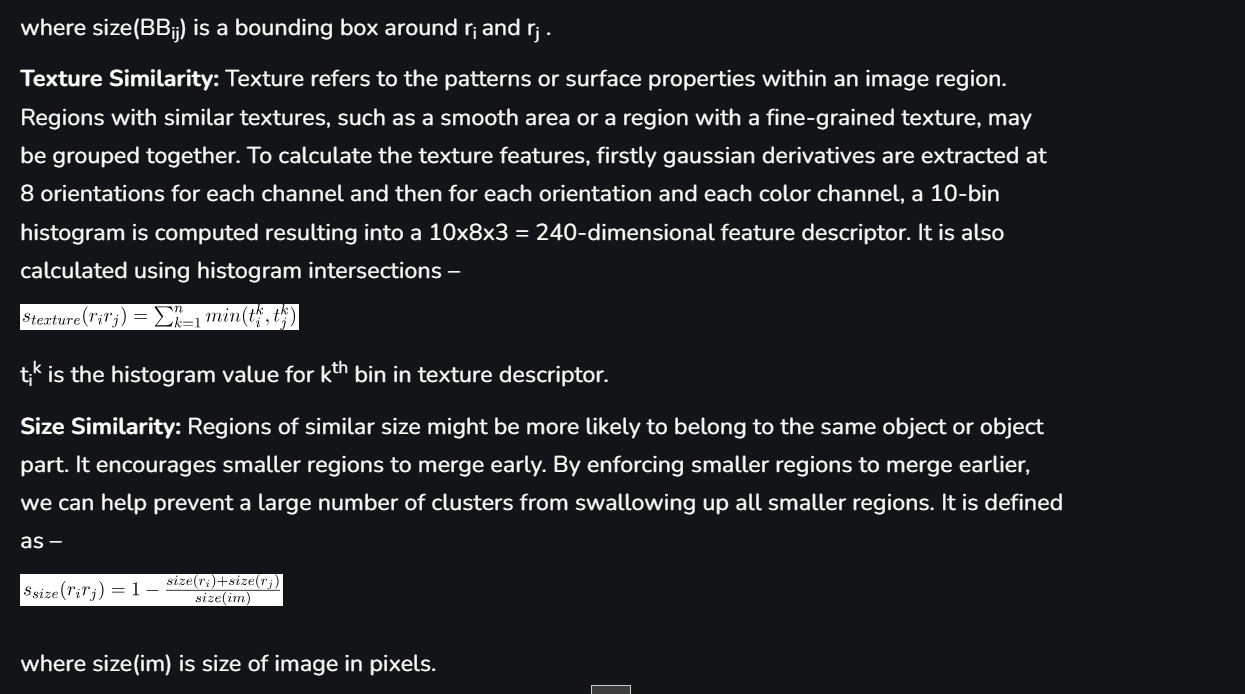 where size(BBij) is a bounding box around ri and rj .
Texture Similarity: Texture refers to the patterns or surface properties within an image region.
Regions with similar textures, such as a smooth area or a region with a fine-grained texture, may
be grouped together. To calculate the texture features, firstly gaussian derivatives are extracted at
8 orientations for each channel and then for each orientation and each color channel, a 10-bin
histogram is computed resulting into a 10x8x3 = 240-dimensional feature descriptor. It is also
calculated using histogram intersections –
s_{texture}(r_i r_j) = \sum_{k=1}^{n} min(t_i^k, t_j^k)
t_i^k is the histogram value for k^th bin in texture descriptor.
Size Similarity: Regions of similar size might be more likely to belong to the same object or object
part. It encourages smaller regions to merge early. By enforcing smaller regions to merge earlier,
we can help prevent a large number of clusters from swallowing up all smaller regions. It is defined
as –
s_{size}(r_i r_j) = 1 - \frac{size(r_i)+size(r_j)}{size(im)}
where size(im) is size of image in pixels.